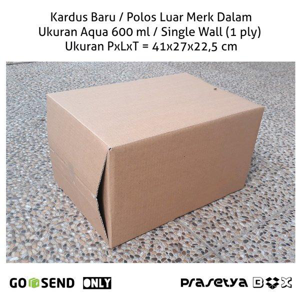 Kardus Baru / Polos Luar Merk Dalam
Ukuran Aqua 600 ml / Single Wall (1 ply)
Ukuran PxLxT = 41x27x22,5 cm
GO SEND ONLY prasetya BOX